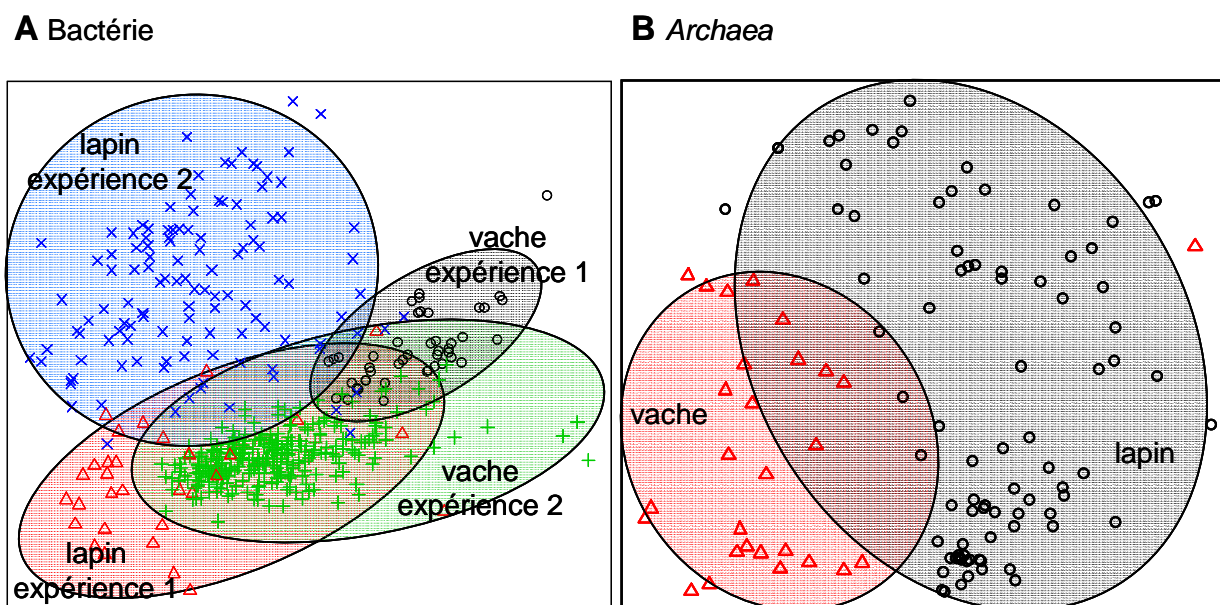 A Bactérie
lapin
expérience 2
vache
expérience 1
vache
expérience 2
lapin
expérience 1
B Archaea
vache
lapin